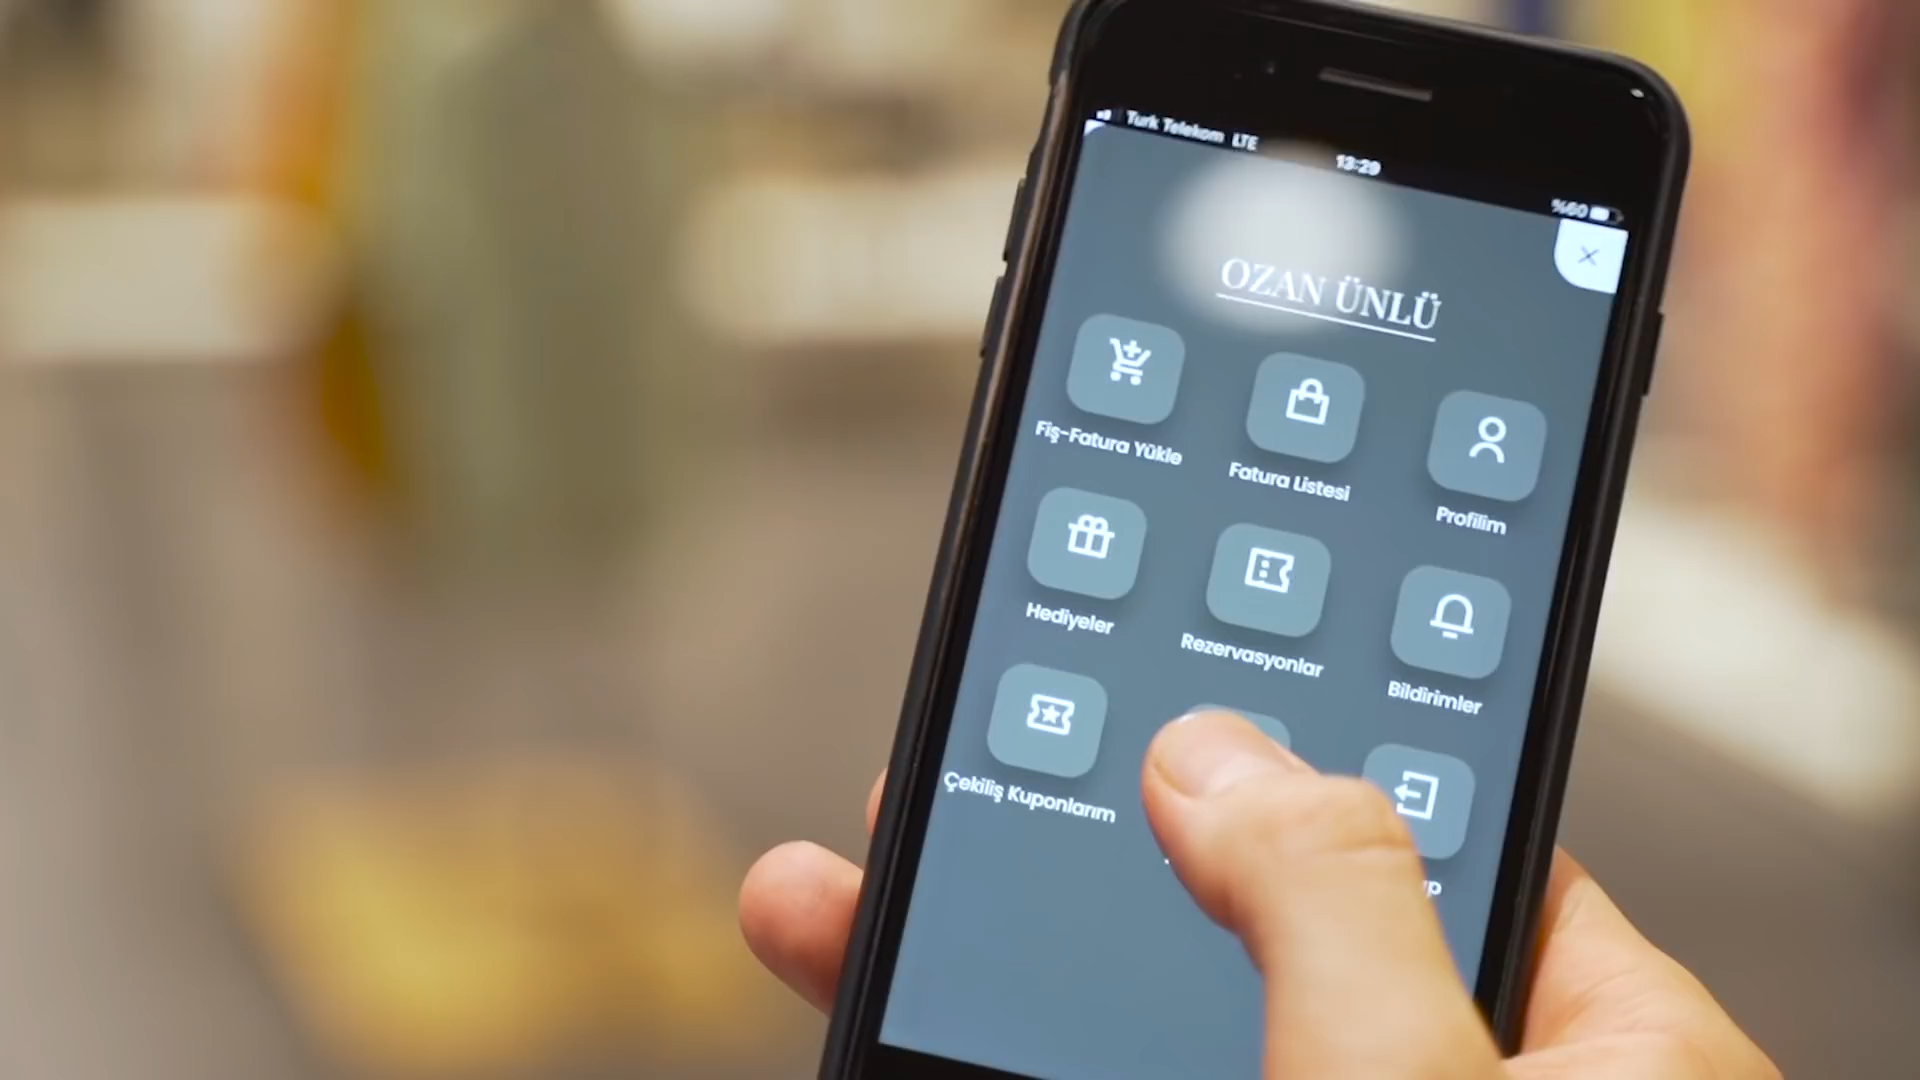 Turk Telekom LTE
13:29
%60
OZAN ÜNLÜ
Fiş-Fatura Yükle
Fatura Listesi
Profilim
Hediyeler
Rezervasyonlar
Bildirimler
Çekiliş Kuponlarım